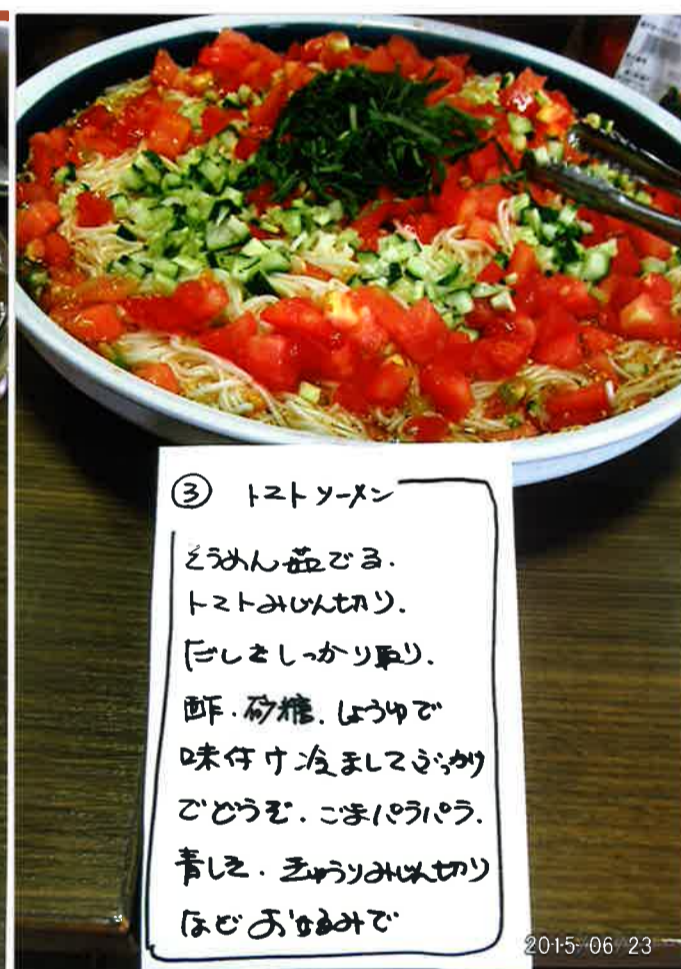 ③ トマトソーメン
そうめん茹でる.
トマトみじん切り.
だしをしっかり取り.
酢.砂糖.しょうゆで
味付け冷ましてぶっかけ
でどうぞ.ごまパラパラ.
青しそ.きゅうりみじん切り
などおこのみで
2015 06 23